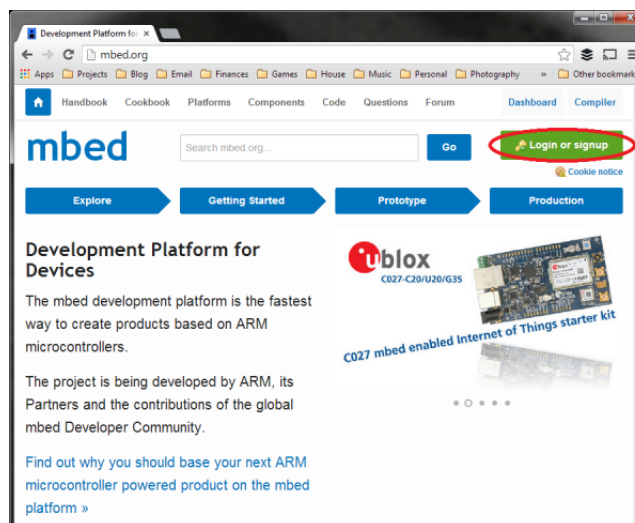 Development Platform for
mbed.org
Apps Projects Blog Email Finances Games House Music Personal Photography » Other bookmark
Handbook Cookbook Platforms Components Code Questions Forum Dashboard Compiler
mbed Search mbed.org... Go Login or signup
Cookie notice
Explore Getting Started Prototype Production
Development Platform for
Devices
The mbed development platform is the fastest
way to create products based on ARM
microcontrollers.
The project is being developed by ARM, its
Partners and the contributions of the global
mbed Developer Community.
Find out why you should base your next ARM
microcontroller powered product on the mbed
platform »
ublox
C027-C20/U20/G35
C027 mbed enabled Internet of Things starter kit